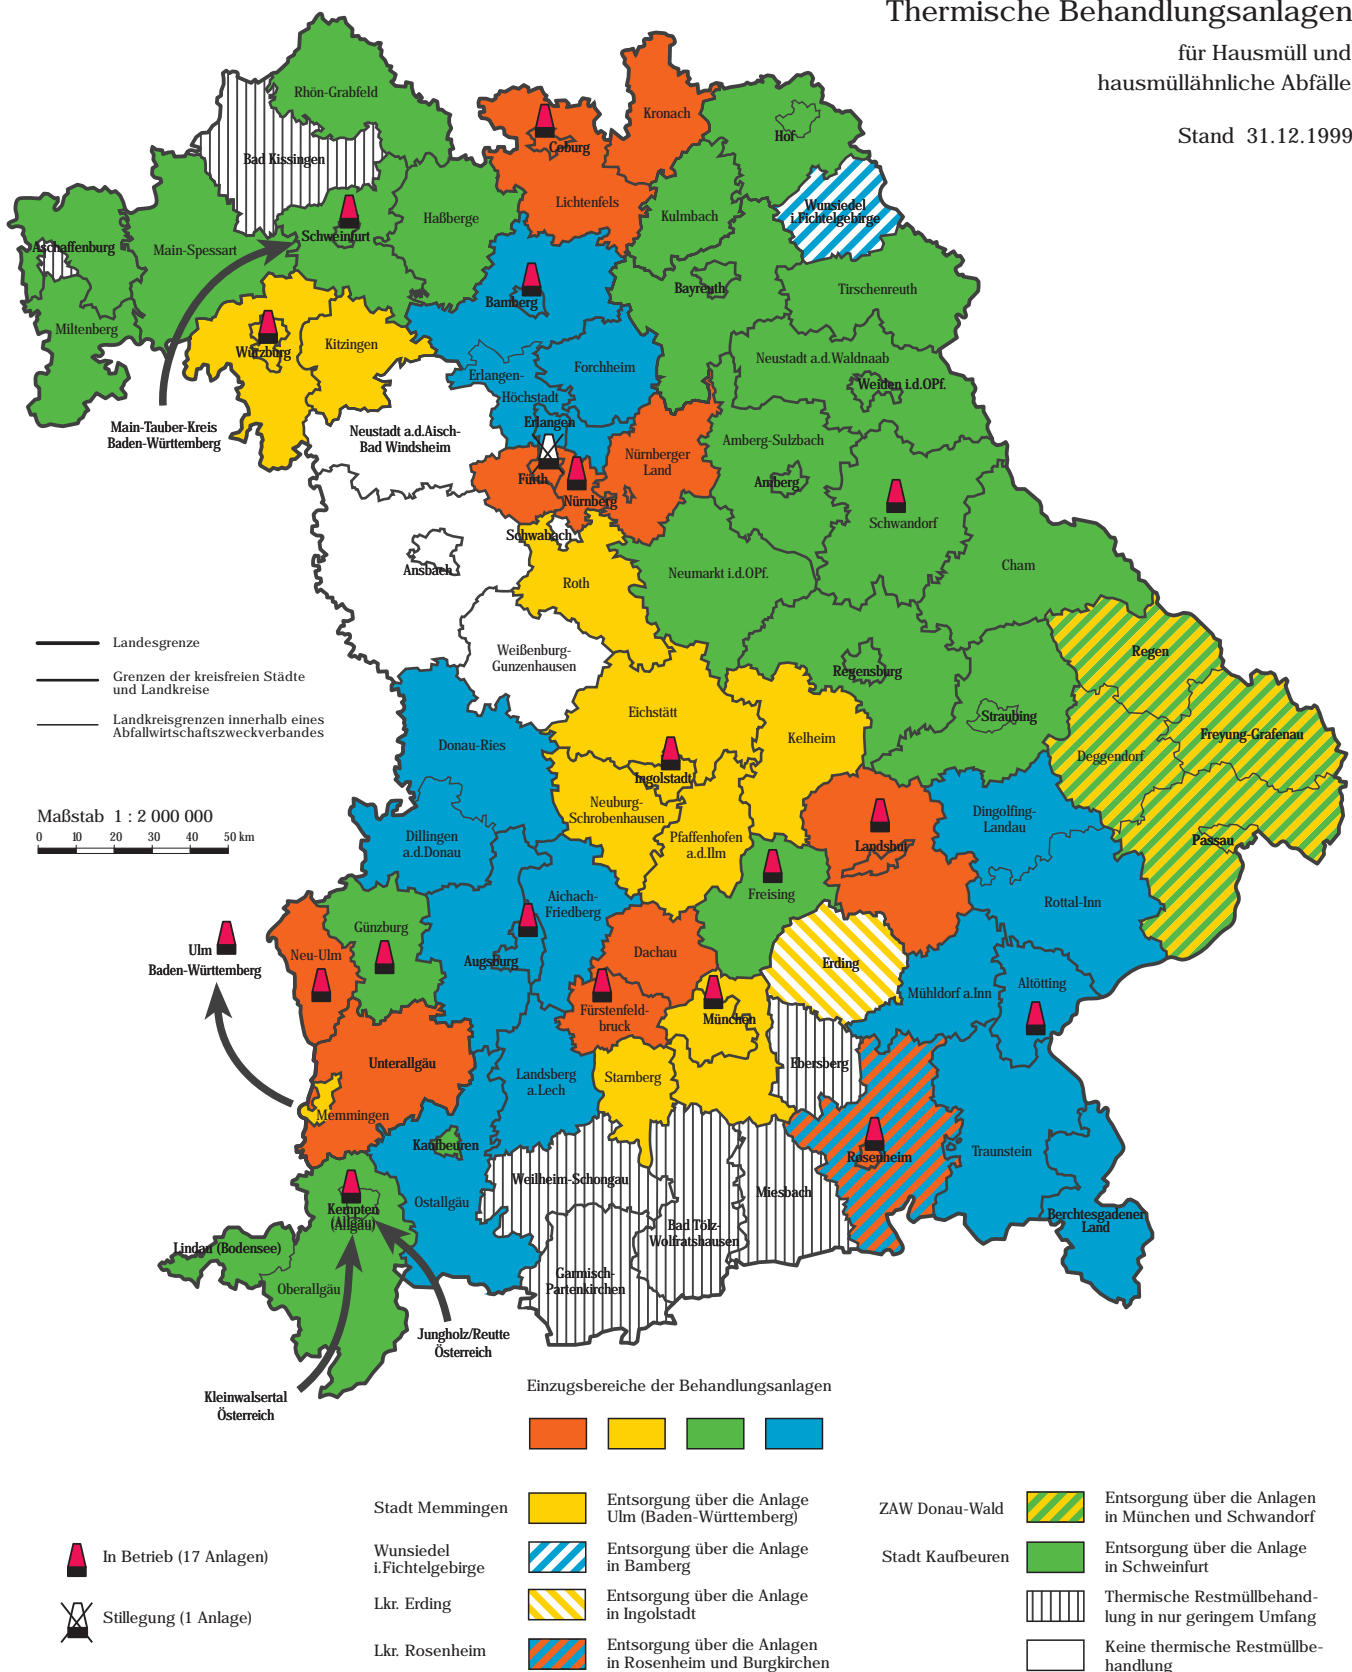 Thermische Behandlungsanlagen
für Hausmüll und
hausmüllähnliche Abfälle
Stand 31.12.1999
Rhön-Grabfeld
Bad Kissingen
Coburg
Kronach
Hof
Lichtenfels
Kulmbach
Wunsiedel
i.Fichtelgebirge
Haßberge
Schweinfurt
Aschaffenburg
Main-Spessart
Miltenberg
Bamberg
Bayreuth
Tirschenreuth
Würzburg
Kitzingen
Erlangen-
Höchstadt
Forchheim
Neustadt a.d.Waldnaab
Weiden i.d.OPf.
Main-Tauber-Kreis
Baden-Württemberg
Neustadt a.d.Aisch-
Bad Windsheim
Erlangen
Fürth
Nürnberg
Nürnberger
Land
Amberg-Sulzbach
Amberg
Schwandorf
Schwabach
Ansbach
Roth
Neumarkt i.d.OPf.
Cham
Landesgrenze
Grenzen der kreisfreien Städte
und Landkreise
Landkreisgrenzen innerhalb eines
Abfallwirtschaftszweckverbandes
Weißenburg-
Gunzenhausen
Regensburg
Regen
Straubing
Eichstätt
Kelheim
Donau-Ries
Ingolstadt
Deggendorf
Freyung-Grafenau
Maßstab 1 : 2 000 000
0 10 20 30 40 50 km
Neuburg-
Schrobenhausen
Pfaffenhofen
a.d.Ilm
Dillingen
a.d.Donau
Dingolfing-
Landau
Landshut
Passau
Freising
Rottal-Inn
Aichach-
Friedberg
Günzburg
Neu-Ulm
Ulm
Baden-Württemberg
Augsburg
Dachau
Erding
Mühldorf a.Inn
Altötting
Fürstenfeld-
bruck
München
Unterallgäu
Landsberg
a.Lech
Starnberg
Ebersberg
Memmingen
Kaufbeuren
Rosenheim
Traunstein
Weilheim-Schongau
Miesbach
Ostallgäu
Kempten
(Allgäu)
Bad Tölz-
Wolfratshausen
Berchtesgadener
Land
Lindau (Bodensee)
Oberallgäu
Garmisch-
Partenkirchen
Jungholz/Reutte
Österreich
Kleinwalsertal
Österreich
Einzugsbereiche der Behandlungsanlagen
In Betrieb (17 Anlagen)
Stillegung (1 Anlage)
Stadt Memmingen
Entsorgung über die Anlage
Ulm (Baden-Württemberg)
Wunsiedel
i.Fichtelgebirge
Entsorgung über die Anlage
in Bamberg
Lkr. Erding
Entsorgung über die Anlage
in Ingolstadt
Lkr. Rosenheim
Entsorgung über die Anlagen
in Rosenheim und Burgkirchen
ZAW Donau-Wald
Entsorgung über die Anlagen
in München und Schwandorf
Stadt Kaufbeuren
Entsorgung über die Anlage
in Schweinfurt
Thermische Restmüllbehand-
lung in nur geringem Umfang
Keine thermische Restmüllbe-
handlung